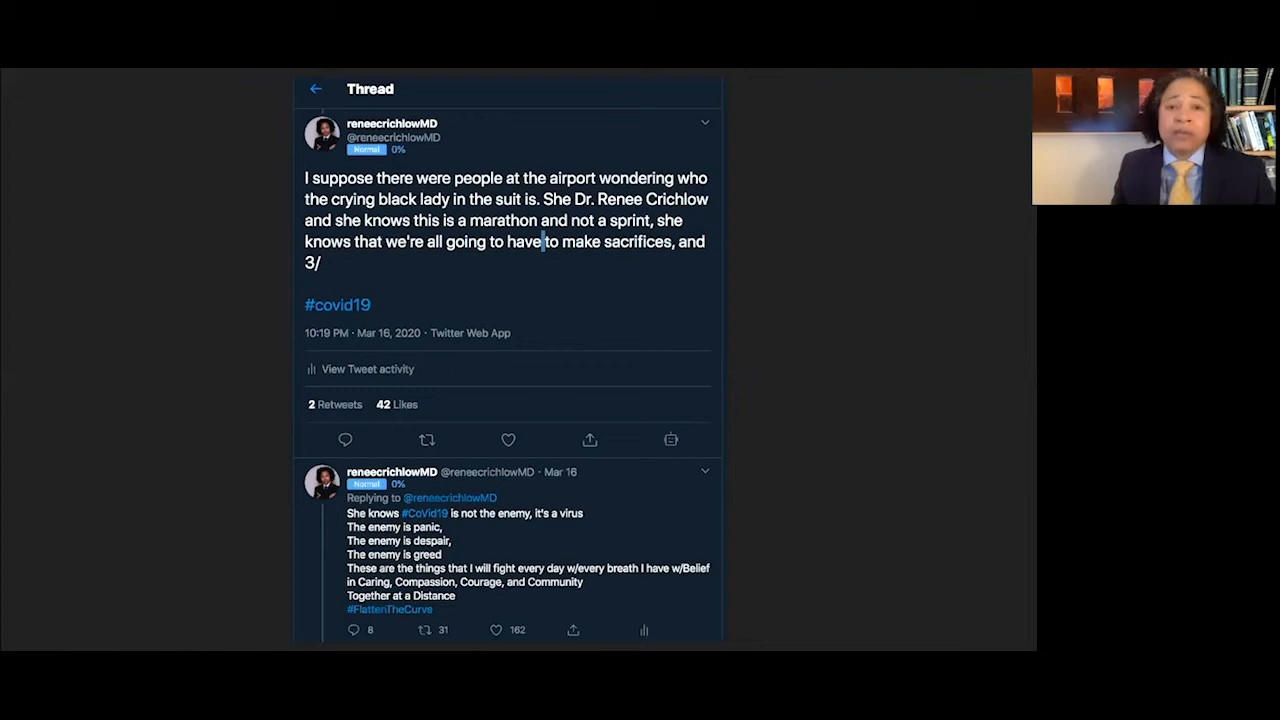 Thread
reneecrichlowMD
@reneecrichlowMD
Normal 0%
I suppose there were people at the airport wondering who
the crying black lady in the suit is. She Dr. Renee Crichlow
and she knows this is a marathon and not a sprint, she
knows that we're all going to have to make sacrifices, and
3/
#covid19
10:19 PM · Mar 16, 2020 · Twitter Web App
View Tweet activity
2 Retweets 42 Likes
reneecrichlowMD @reneecrichlowMD · Mar 16
Normal 0%
Replying to @reneecrichlowMD
She knows #CoVid19 is not the enemy, it's a virus
The enemy is panic,
The enemy is despair,
The enemy is greed
These are the things that I will fight every day w/every breath I have w/Belief
in Caring, Compassion, Courage, and Community
Together at a Distance
#FlattenTheCurve
8 31 162